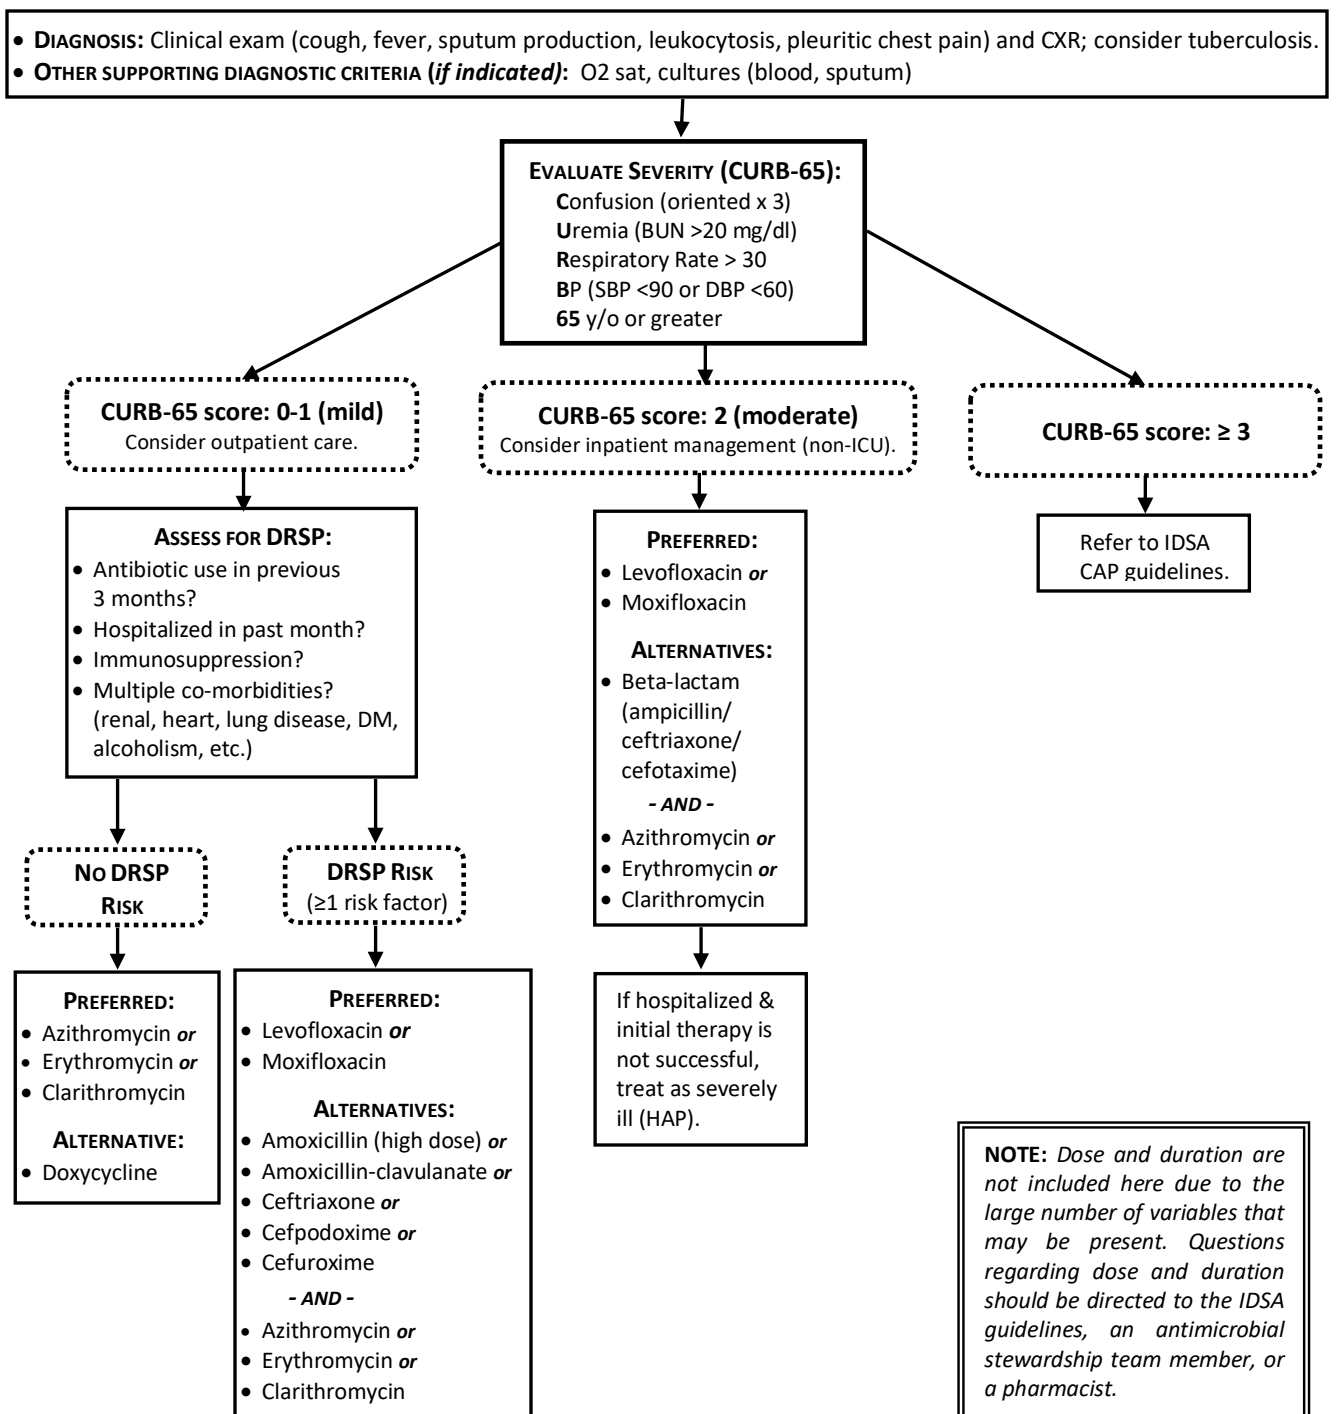 • DIAGNOSIS: Clinical exam (cough, fever, sputum production, leukocytosis, pleuritic chest pain) and CXR; consider tuberculosis.
• OTHER SUPPORTING DIAGNOSTIC CRITERIA (if indicated): O2 sat, cultures (blood, sputum)
EVALUATE SEVERITY (CURB-65):
Confusion (oriented x 3)
Uremia (BUN >20 mg/dl)
Respiratory Rate > 30
BP (SBP <90 or DBP <60)
65 y/o or greater
CURB-65 score: 0-1 (mild)
Consider outpatient care.
CURB-65 score: 2 (moderate)
Consider inpatient management (non-ICU).
CURB-65 score: ≥ 3
ASSESS FOR DRSP:
• Antibiotic use in previous
3 months?
• Hospitalized in past month?
• Immunosuppression?
• Multiple co-morbidities?
(renal, heart, lung disease, DM,
alcoholism, etc.)
PREFERRED:
• Levofloxacin or
• Moxifloxacin
ALTERNATIVES:
• Beta-lactam
(ampicillin/
ceftriaxone/
cefotaxime)
- AND -
• Azithromycin or
• Erythromycin or
• Clarithromycin
Refer to IDSA
CAP guidelines.
NO DRSP
RISK
DRSP RISK
(≥1 risk factor)
PREFERRED:
• Azithromycin or
• Erythromycin or
• Clarithromycin
ALTERNATIVE:
• Doxycycline
PREFERRED:
• Levofloxacin or
• Moxifloxacin
ALTERNATIVES:
• Amoxicillin (high dose) or
• Amoxicillin-clavulanate or
• Ceftriaxone or
• Cefpodoxime or
• Cefuroxime
- AND -
• Azithromycin or
• Erythromycin or
• Clarithromycin
If hospitalized &
initial therapy is
not successful,
treat as severely
ill (HAP).
NOTE: Dose and duration are
not included here due to the
large number of variables that
may be present. Questions
regarding dose and duration
should be directed to the IDSA
guidelines, an antimicrobial
stewardship team member, or
a pharmacist.